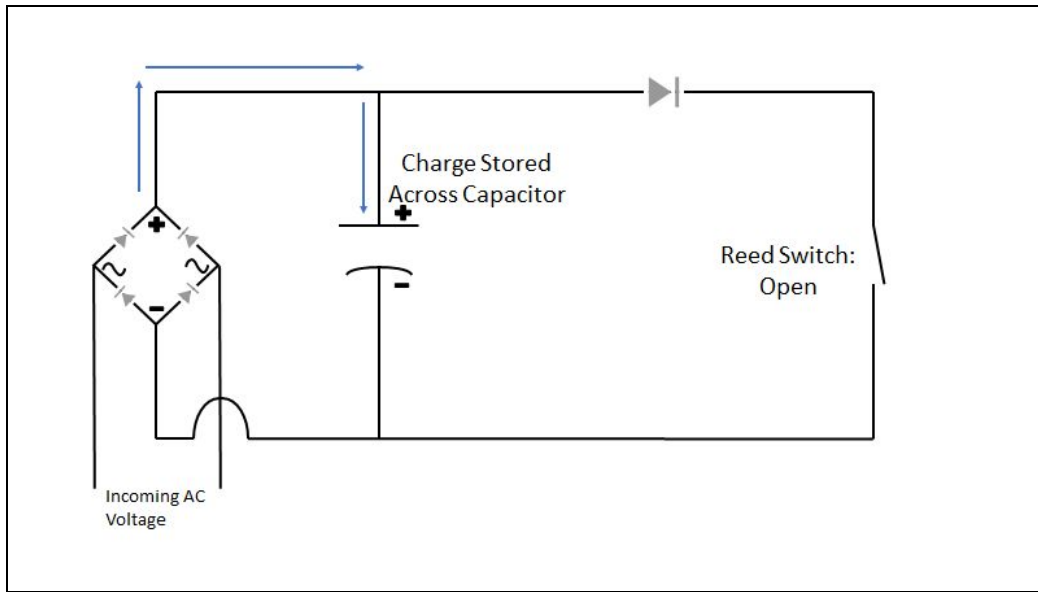 Charge Stored
Across Capacitor
+
-
Reed Switch:
Open
+
~ ~
-
Incoming AC
Voltage